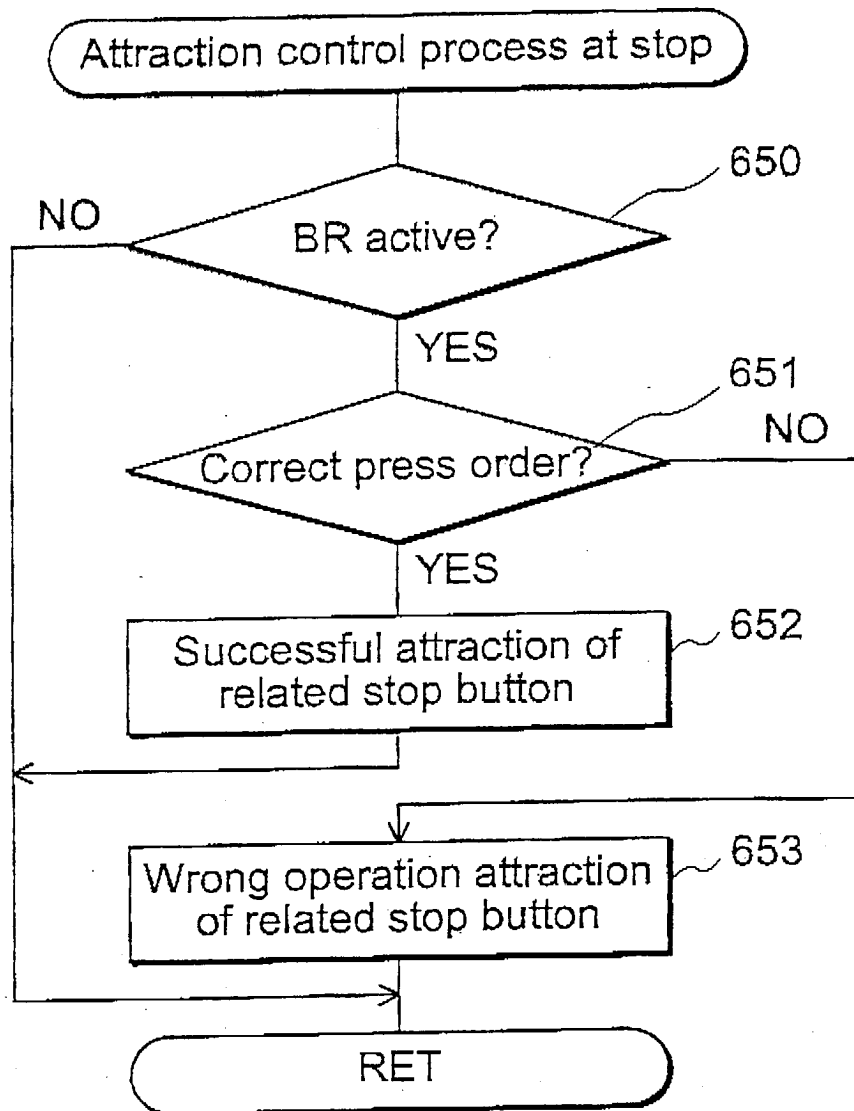 Attraction control process at stop
650
NO
BR active?
YES
651
NO
Correct press order?
YES
652
Successful attraction of
related stop button
653
Wrong operation attraction
of related stop button
RET